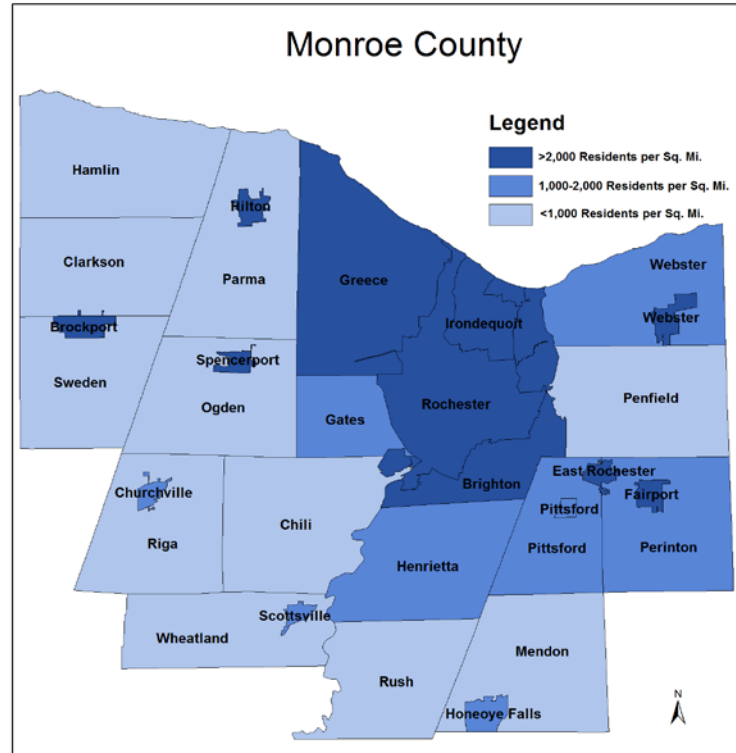 Monroe County
Legend
>2,000 Residents per Sq. Mi.
1,000-2,000 Residents per Sq. Mi.
<1,000 Residents per Sq. Mi.
Hamlin
Rilton
Clarkson
Parma
Greece
Webster
Irondequoit
Webster
Brockport
Spencerport
Sweden
Ogden
Gates
Rochester
Penfield
East Rochester
Brighton
Fairport
Churchville
Pittsford
Chili
Riga
Henrietta
Pittsford
Perinton
Scottsville
Wheatland
Mendon
Rush
Honeoye Falls
N